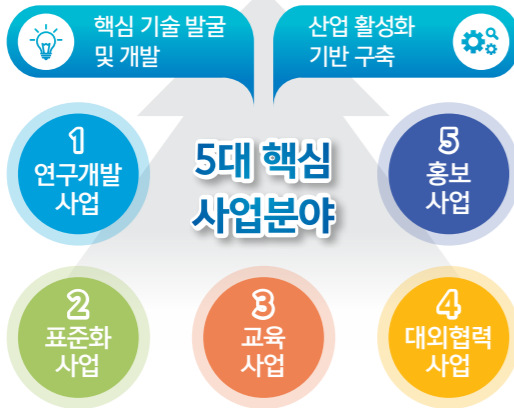 핵심 기술 발굴
및 개발
산업 활성화
기반 구축
5대 핵심
사업분야
1
연구개발
사업
2
표준화
사업
3
교육
사업
4
대외협력
사업
5
홍보
사업